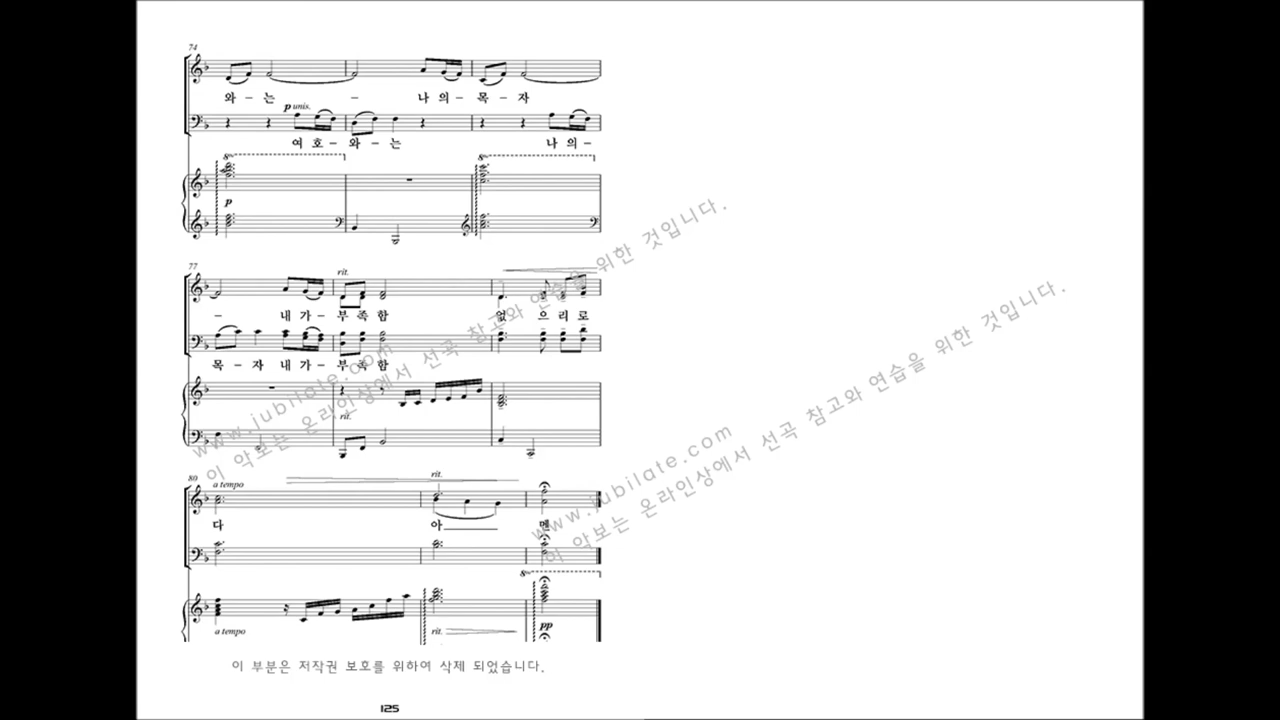 74
와 - 는 - 나 의 - 목 - 자
p unis.
여 호 - 와 - 는 나 의 -
8va
8va
p
77
rit.
- 내 가 - 부 족 함 없 으 리 로
목 - 자 내 가 - 부 족 함
rit.
80
a tempo
rit.
다 아 멘
8va
a tempo
rit.
pp
www.jubilate.com
이 악보는 온라인상에서 선곡 참고와 연습을 위한 것입니다.
www.jubilate.com
이 악보는 온라인상에서 선곡 참고와 연습을 위한 것입니다.
이 부분은 저작권 보호를 위하여 삭제 되었습니다.
125